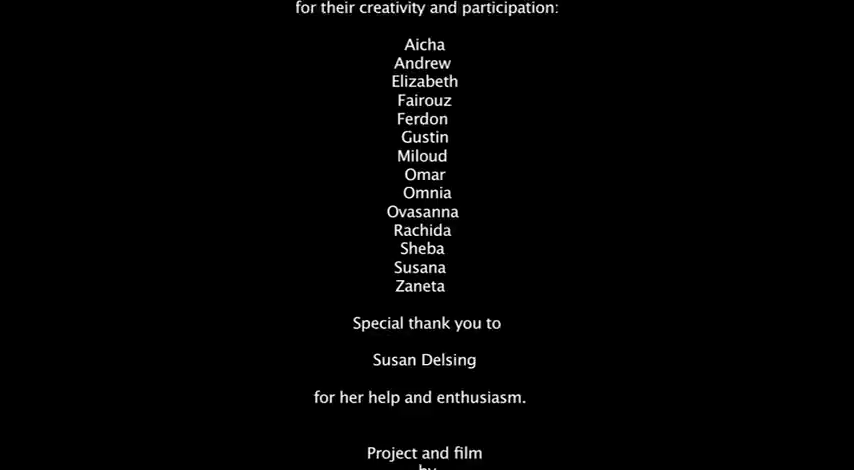 for their creativity and participation:
Aicha
Andrew
Elizabeth
Fairouz
Ferdon
Gustin
Miloud
Omar
Omnia
Ovasanna
Rachida
Sheba
Susana
Zaneta
Special thank you to
Susan Delsing
for her help and enthusiasm.
Project and film
by